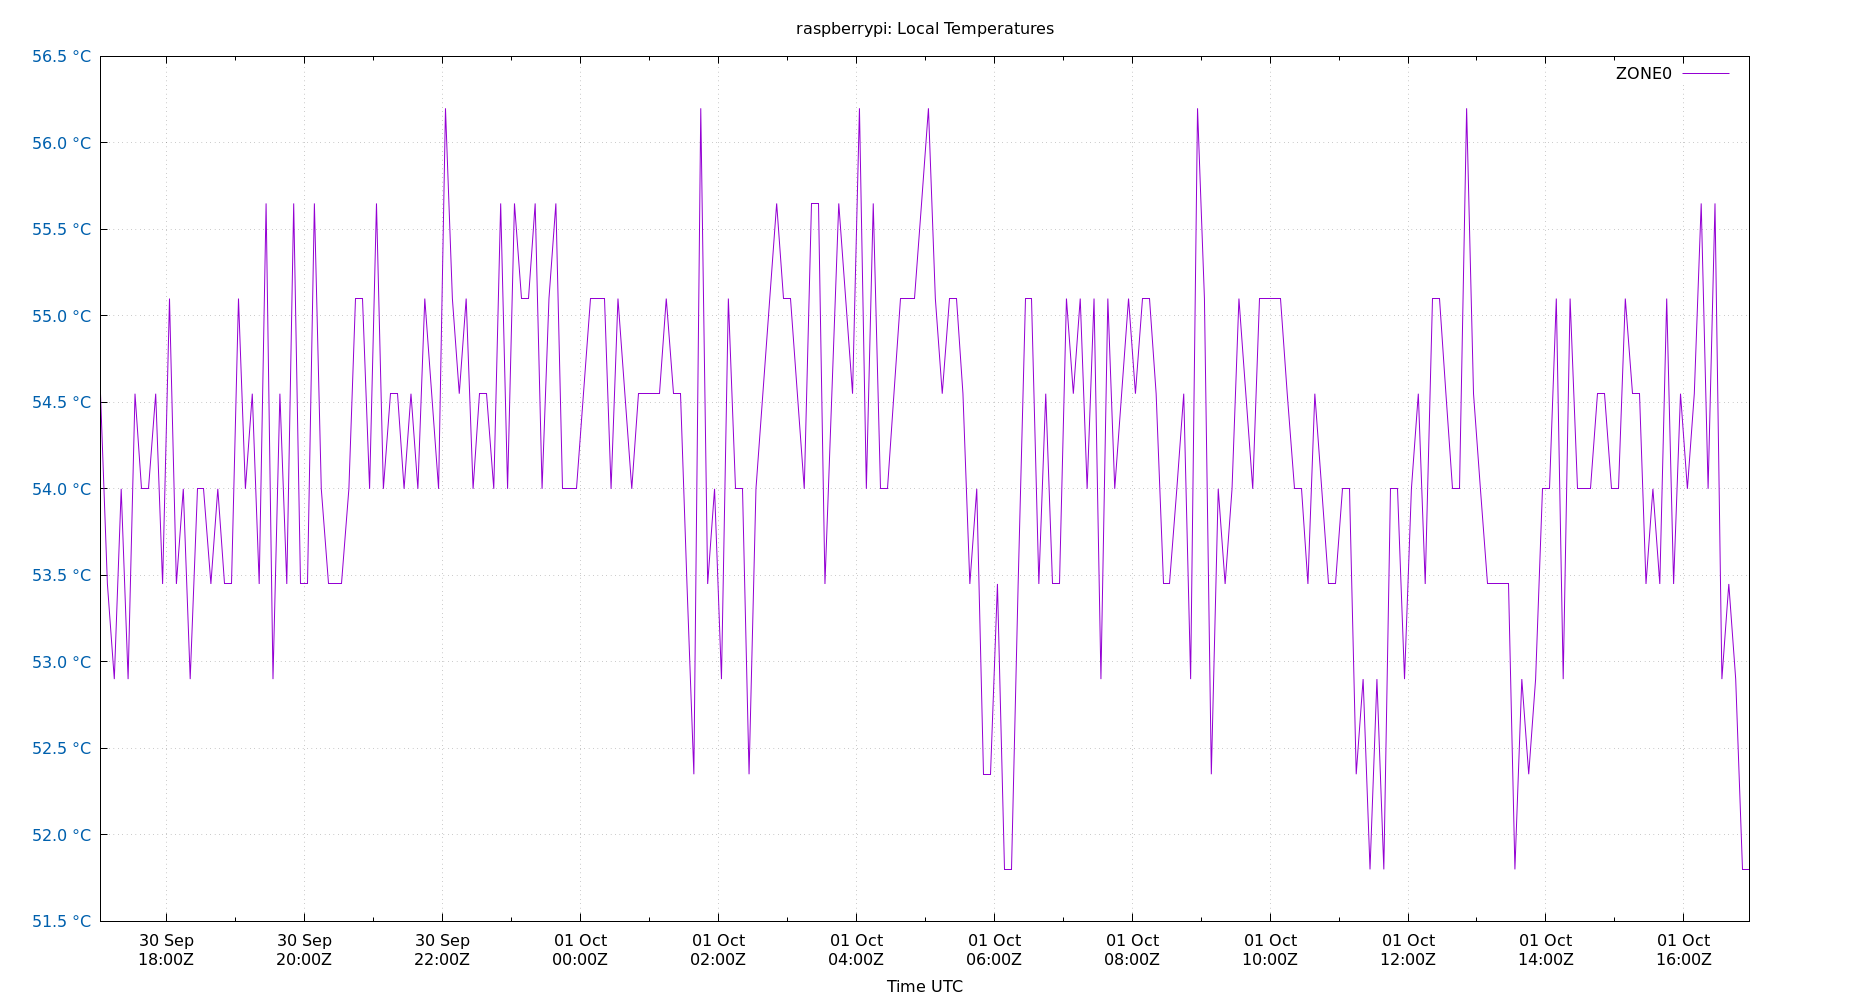 raspberrypi: Local Temperatures
ZONE0
56.5 °C
56.0 °C
55.5 °C
55.0 °C
54.5 °C
54.0 °C
53.5 °C
53.0 °C
52.5 °C
52.0 °C
51.5 °C
30 Sep 30 Sep 30 Sep 01 Oct 01 Oct 01 Oct 01 Oct 01 Oct 01 Oct 01 Oct 01 Oct 01 Oct
18:00Z 20:00Z 22:00Z 00:00Z 02:00Z 04:00Z 06:00Z 08:00Z 10:00Z 12:00Z 14:00Z 16:00Z
Time UTC